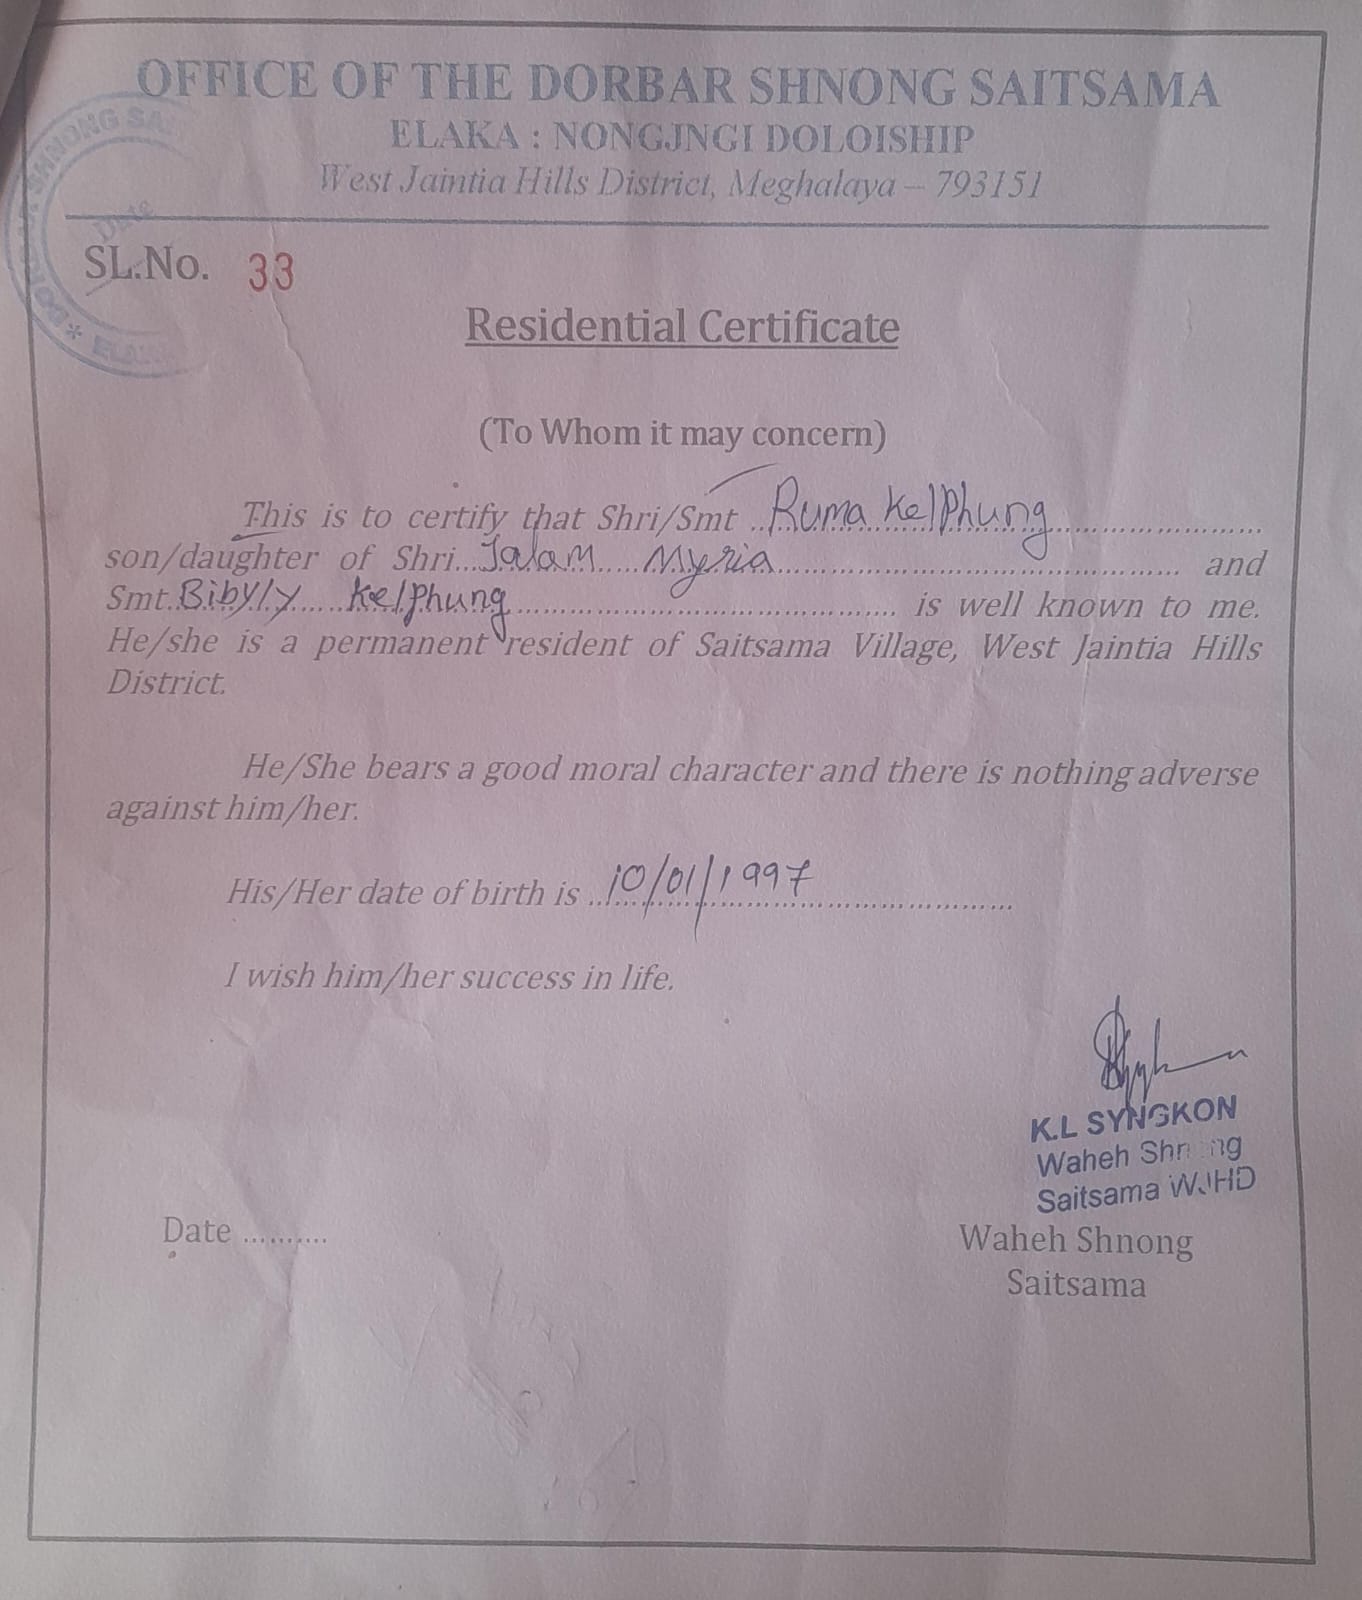 OFFICE OF THE DORBAR SHNONG SAITSAMA
ELAKA : NONGJNGI DOLOISHIP
West Jaintia Hills District, Meghalaya – 793151
SHNONG SAI
Date
ELAK
SL.No. 33
Residential Certificate
(To Whom it may concern)
This is to certify that Shri/Smt ..Ruma Kelphung..........................
son/daughter of Shri...Jalam.....Myria.................................................... and
Smt..Bibyly.....Kelphung................................................. is well known to me.
He/she is a permanent resident of Saitsama Village, West Jaintia Hills
District.
He/She bears a good moral character and there is nothing adverse
against him/her.
His/Her date of birth is ..10/01/1997..............................
I wish him/her success in life.
K.L SYNGKON
Waheh Shnong
Saitsama WJHD
Date ..........
Waheh Shnong
Saitsama